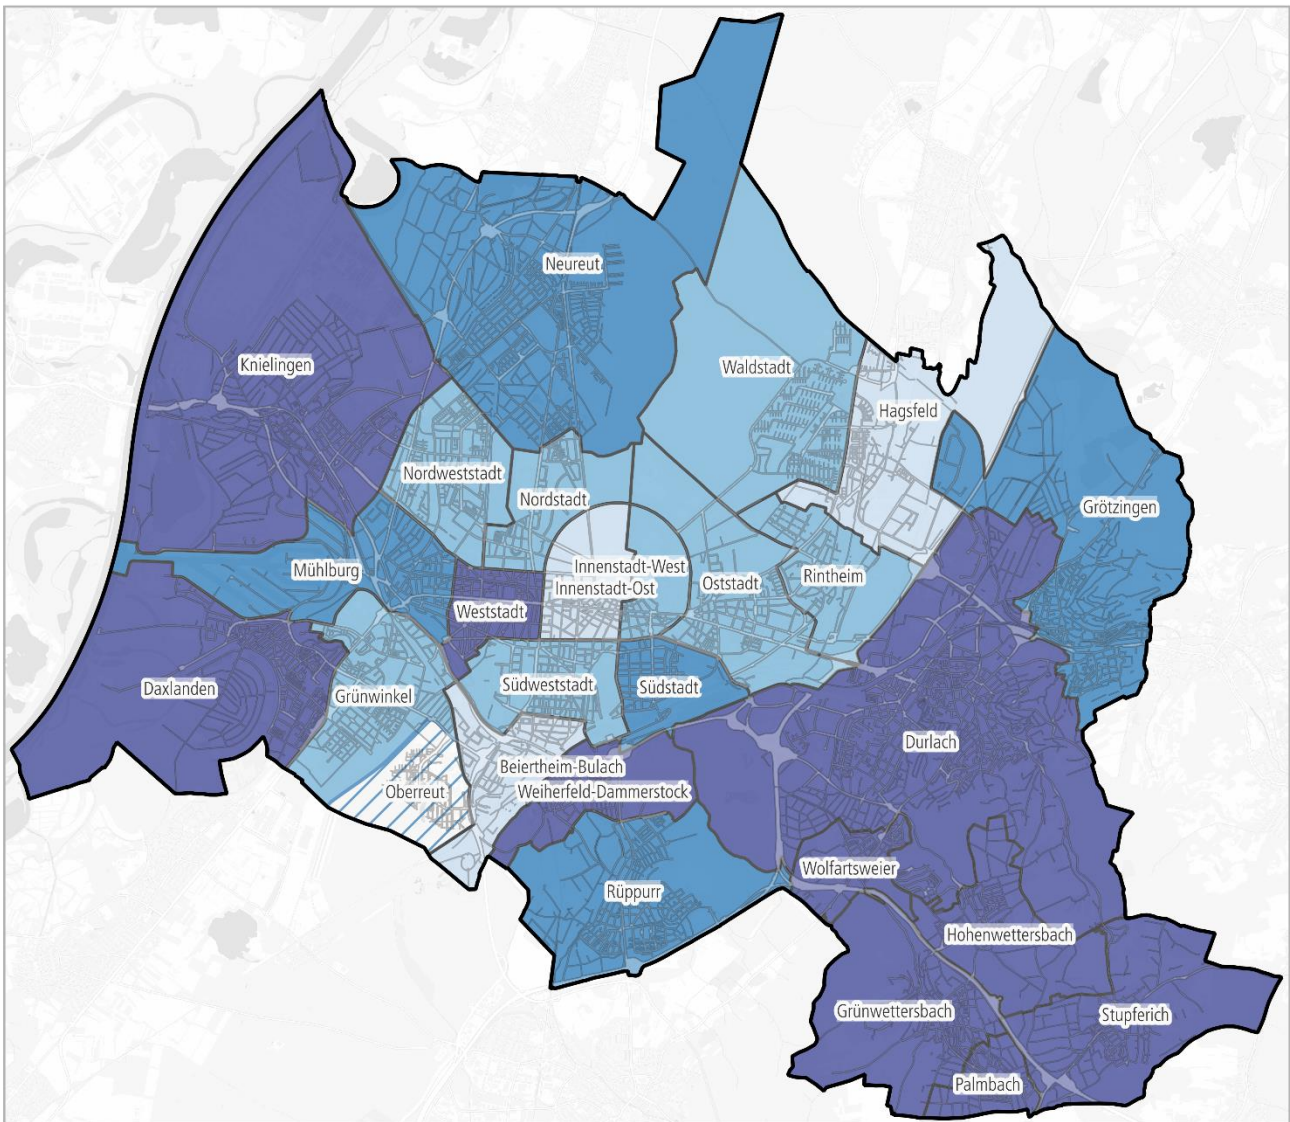 Neureut
Knielingen
Waldstadt
Hagsfeld
Nordweststadt
Nordstadt
Grötzingen
Innenstadt-West
Mühlburg
Innenstadt-Ost
Oststadt
Rintheim
Weststadt
Daxlanden
Grünwinkel
Südweststadt
Südstadt
Durlach
Beiertheim-Bulach
Oberreut
Weiherfeld-Dammerstock
Wolfartsweier
Rüppurr
Hohenwettersbach
Grünwettersbach
Stupferich
Palmbach